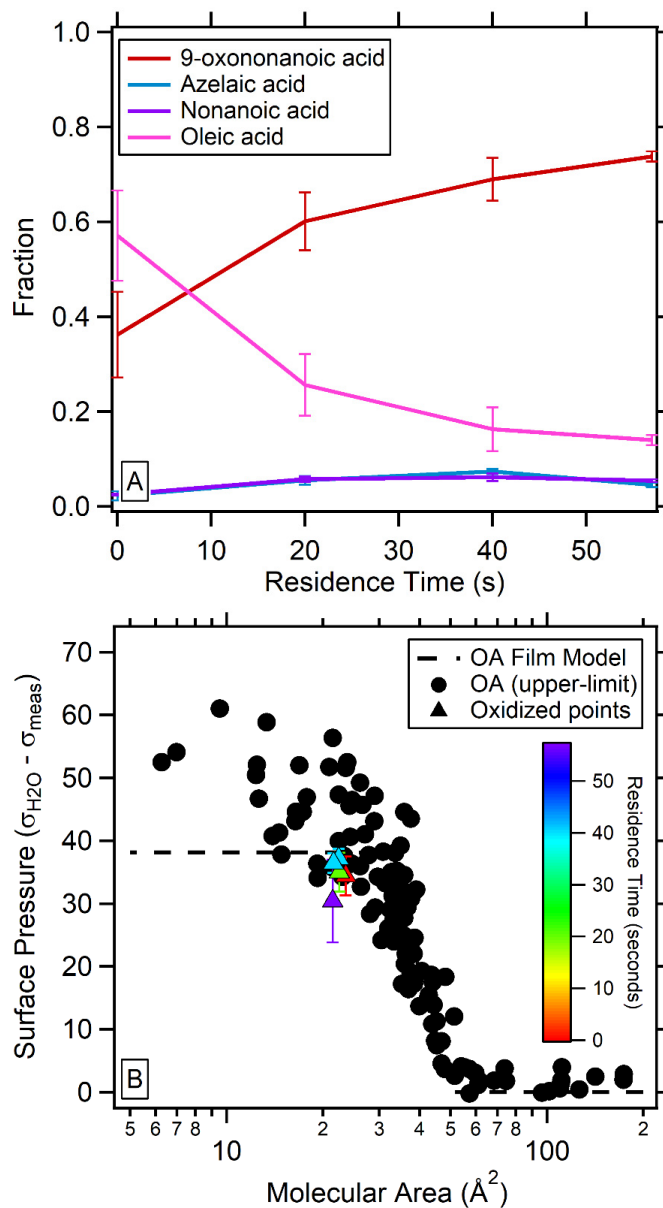 1.0
0.8
0.6
0.4
0.2
0.0
Fraction
9-oxononanoic acid
Azelaic acid
Nonanoic acid
Oleic acid
A
0 10 20 30 40 50
Residence Time (s)
70
60
50
40
30
20
10
0
Surface Pressure (σH2O - σmeas)
OA Film Model
OA (upper-limit)
Oxidized points
50
40
30
20
10
0
Residence Time (seconds)
B
5 6 7 8 10 2 3 4 5 6 7 8 100 2
Molecular Area (Å²)